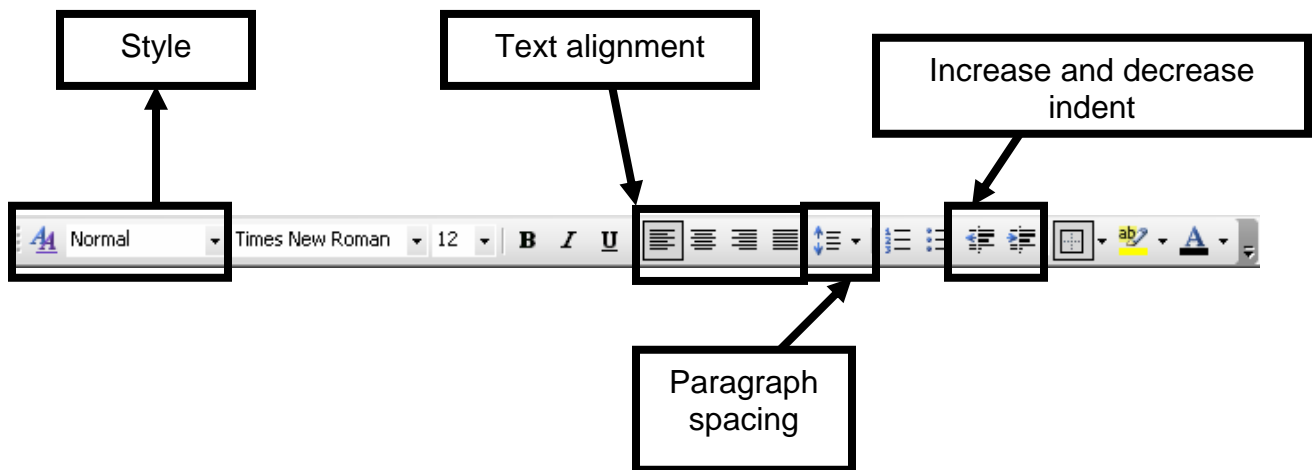 Style
Text alignment
Increase and decrease
indent
Normal Times New Roman 12 B I U A
Paragraph
spacing